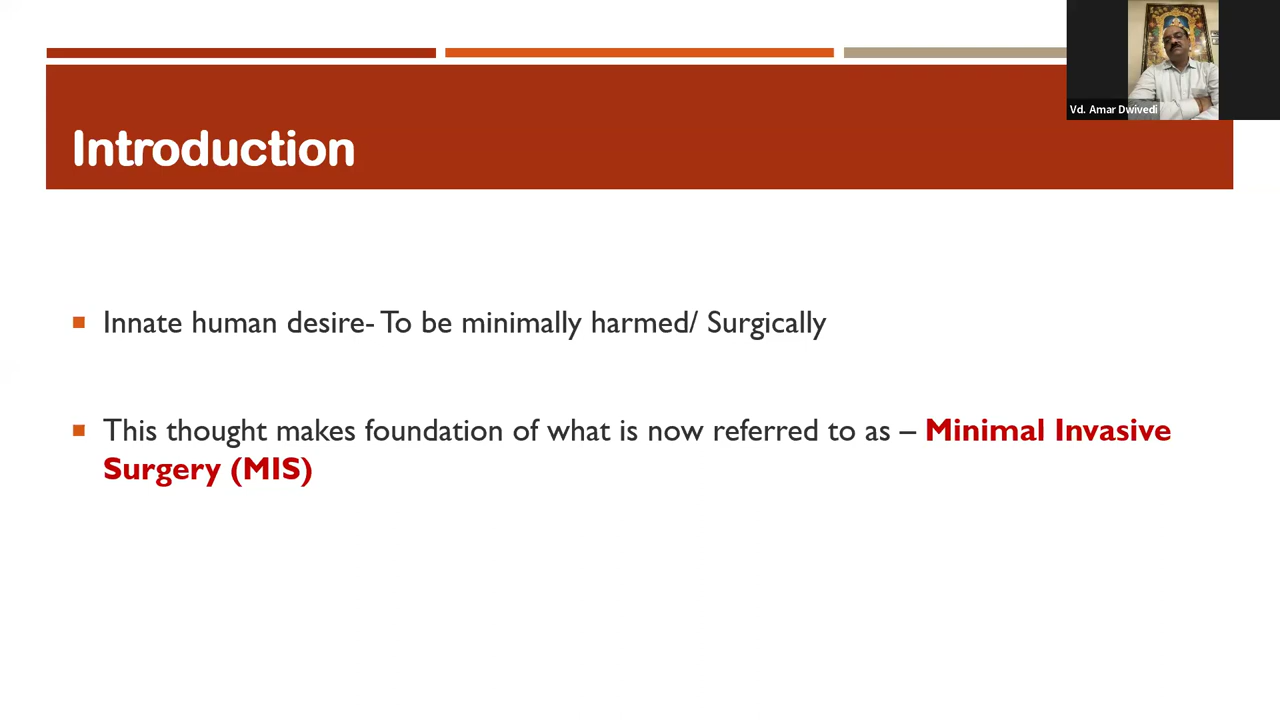 Vd. Amar Dwivedi
Introduction
Innate human desire- To be minimally harmed/ Surgically
This thought makes foundation of what is now referred to as – Minimal Invasive
Surgery (MIS)